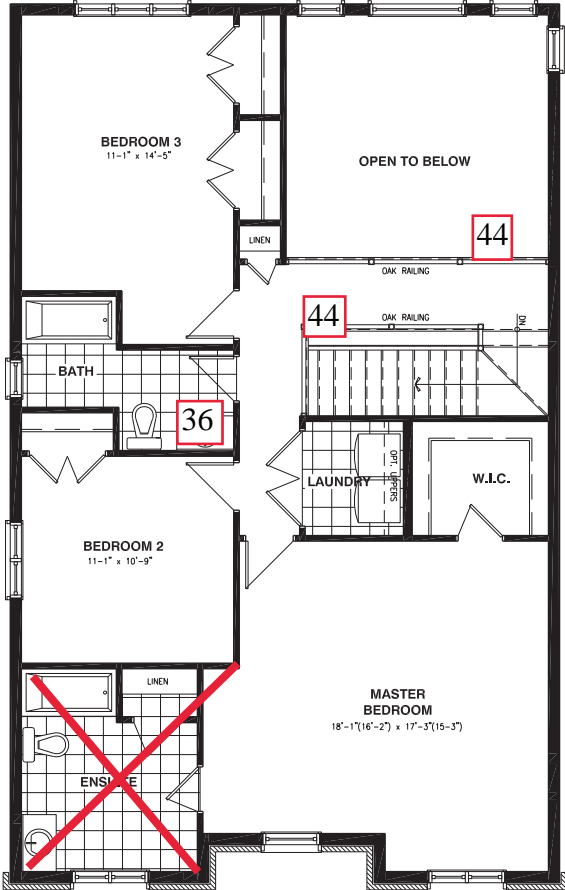 BEDROOM 3
11-1" x 14'-5"
OPEN TO BELOW
LINEN
44
OAK RAILING
44
OAK RAILING
DN
BATH
36
LAUNDRY
OPT. UPPERS
W.I.C.
BEDROOM 2
11-1" x 10'-9"
LINEN
MASTER
BEDROOM
18'-1"(16'-2") x 17'-3"(15-3")